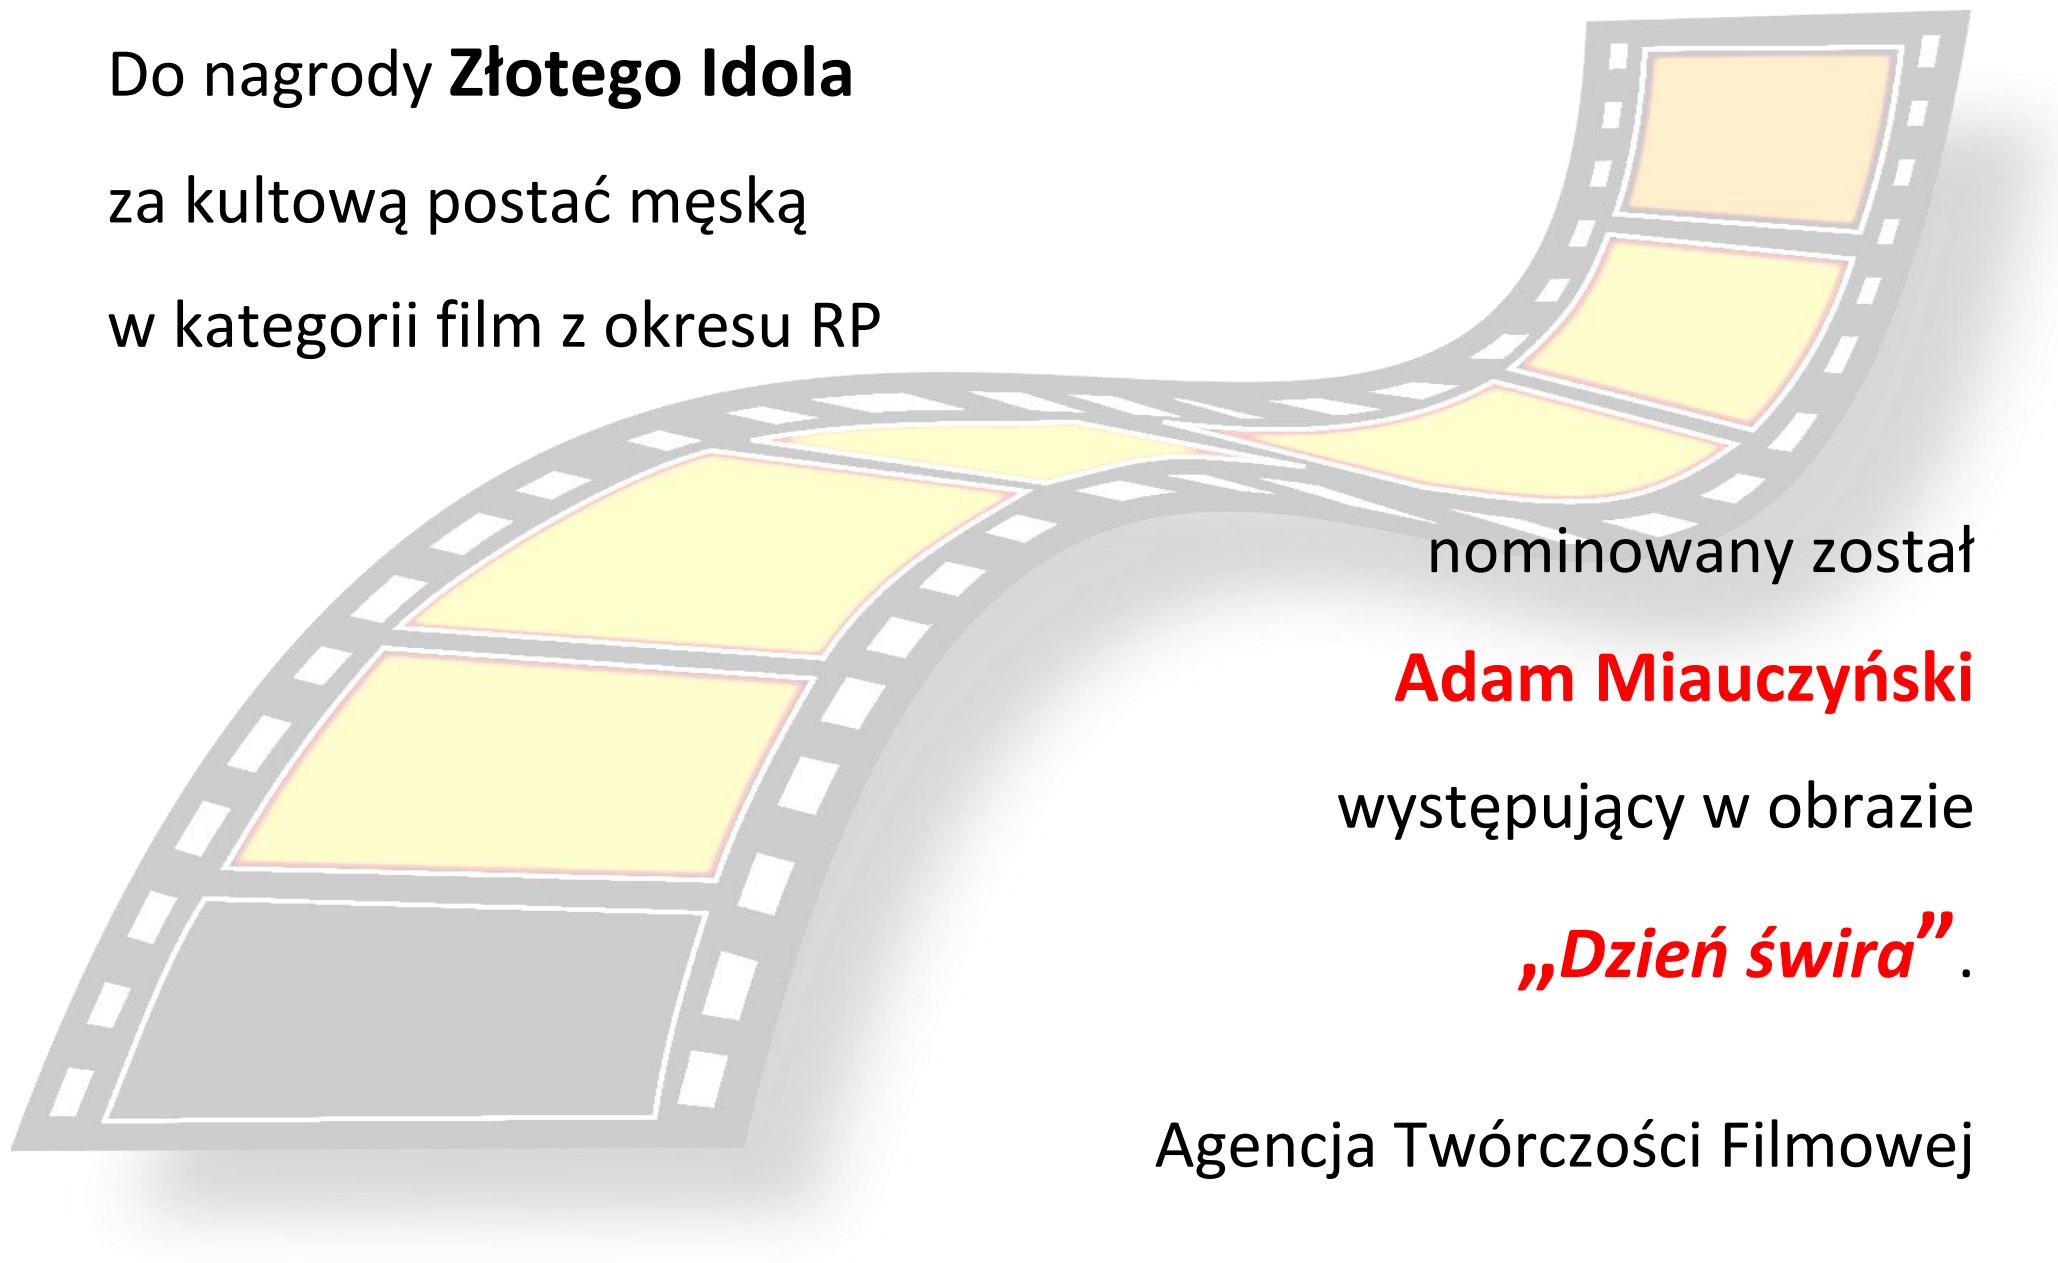 Do nagrody Złotego Idola
za kultową postać męską
w kategorii film z okresu RP
nominowany został
Adam Miauczyński
występujący w obrazie
„Dzień świra” .
Agencja Twórczości Filmowej